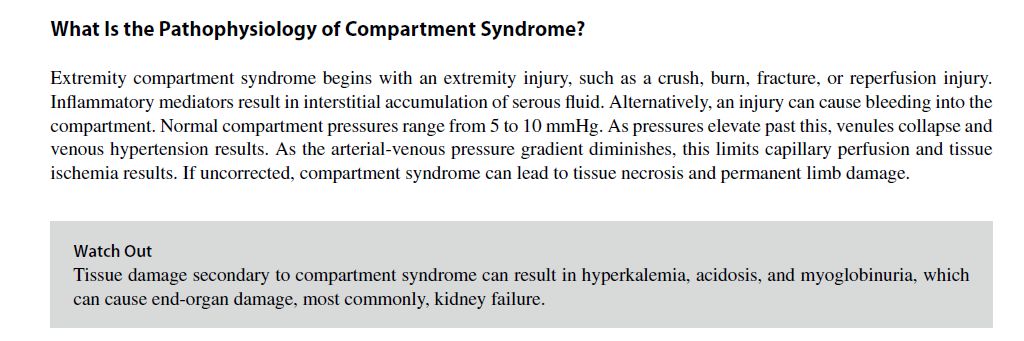 What Is the Pathophysiology of Compartment Syndrome?
Extremity compartment syndrome begins with an extremity injury, such as a crush, burn, fracture, or reperfusion injury.
Inflammatory mediators result in interstitial accumulation of serous fluid. Alternatively, an injury can cause bleeding into the
compartment. Normal compartment pressures range from 5 to 10 mmHg. As pressures elevate past this, venules collapse and
venous hypertension results. As the arterial-venous pressure gradient diminishes, this limits capillary perfusion and tissue
ischemia results. If uncorrected, compartment syndrome can lead to tissue necrosis and permanent limb damage.
Watch Out
Tissue damage secondary to compartment syndrome can result in hyperkalemia, acidosis, and myoglobinuria, which
can cause end-organ damage, most commonly, kidney failure.